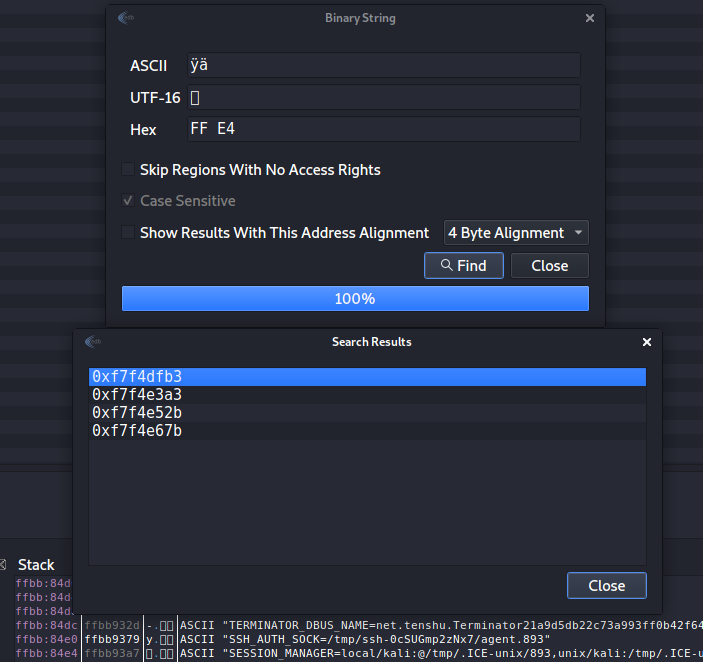 Binary String
ASCII ÿä
UTF-16
Hex FF E4
Skip Regions With No Access Rights
Case Sensitive
Show Results With This Address Alignment 4 Byte Alignment
Find Close
100%
Search Results
0xf7f4dfb3
0xf7f4e3a3
0xf7f4e52b
0xf7f4e67b
Close
Stack
ffbb:84d
ffbb:84d
ffbb:84d
ffbb:84dc ffbb932d -. ASCII "TERMINATOR_DBUS_NAME=net.tenshu.Terminator21a9d5db22c73a993ff0b42f64
ffbb:84e0 ffbb9379 y. ASCII "SSH_AUTH_SOCK=/tmp/ssh-0cSUGmp2zNx7/agent.893"
ffbb:84e4 ffbb93a7 . ASCII "SESSION_MANAGER=local/kali:@/tmp/.ICE-unix/893,unix/kali:/tmp/.ICE-u